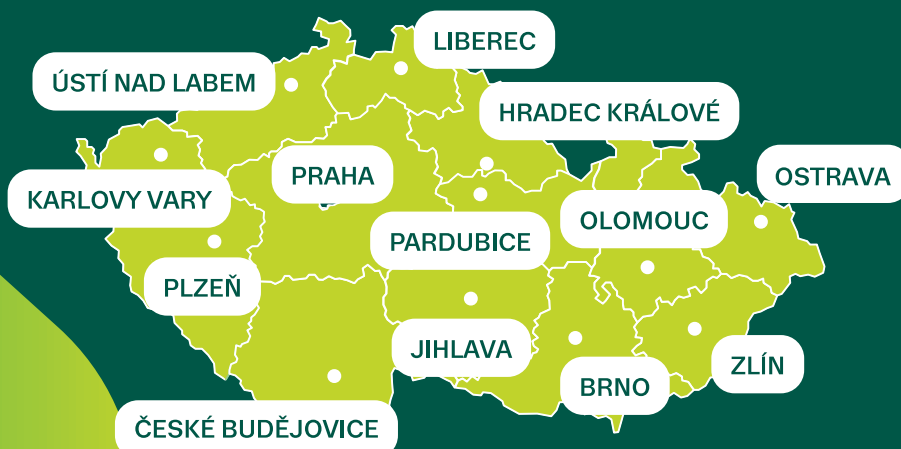 LIBEREC
ÚSTÍ NAD LABEM
HRADEC KRÁLOVÉ
PRAHA
OSTRAVA
KARLOVY VARY
OLOMOUC
PARDUBICE
PLZEŇ
JIHLAVA
ZLÍN
BRNO
ČESKÉ BUDĚJOVICE